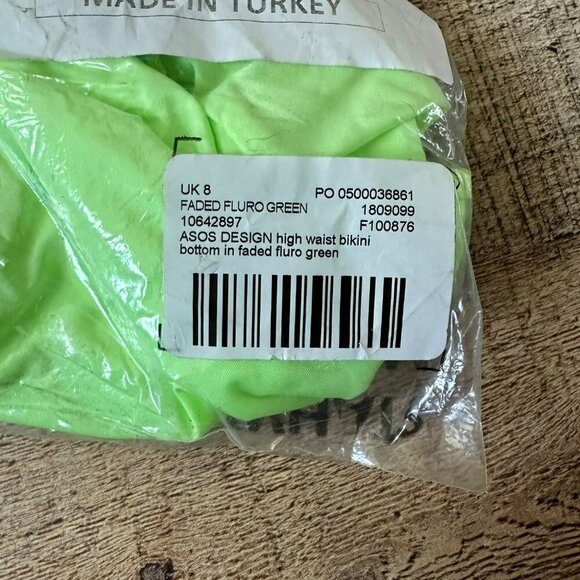 MADE IN TURKEY
UK 8 PO 0500036861
FADED FLURO GREEN 1809099
10642897 F100876
ASOS DESIGN high waist bikini
bottom in faded fluro green